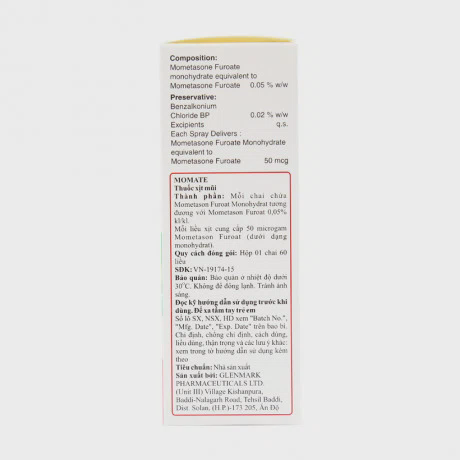 Composition:
Mometasone Furoate
monohydrate equivalent to
Mometasone Furoate 0.05 % w/w
Preservative:
Benzalkonium
Chloride BP 0.02 % w/w
Excipients q.s.
Each Spray Delivers :
Mometasone Furoate Monohydrate
equivalent to
Mometasone Furoate 50 mcg
MOMATE
Thuốc xịt mũi
Thành phần: Mỗi chai chứa
Mometason Furoat Monohydrat tương
đương với Mometason Furoat 0,05%
kl/kl.
Mỗi liều xịt cung cấp 50 microgam
Mometason Furoat (dưới dạng
monohydrat).
Quy cách đóng gói: Hộp 01 chai 60
liều
SDK: VN-19174-15
Bảo quản: Bảo quản ở nhiệt độ dưới
30°C. Không để đông lạnh. Tránh ánh
sáng.
Đọc kỹ hướng dẫn sử dụng trước khi
dùng. Để xa tầm tay trẻ em
Số lô SX, NSX, HD xem "Batch No.",
"Mfg. Date", "Exp. Date" trên bao bì.
Chỉ định, chống chỉ định, cách dùng,
liều dùng, thận trọng và các lưu ý khác:
xem trong tờ hướng dẫn sử dụng kèm
theo
Tiêu chuẩn: Nhà sản xuất
Sản xuất bởi: GLENMARK
PHARMACEUTICALS LTD.
(Unit III) Village Kishanpura,
Baddi-Nalagarh Road, Tehsil Baddi,
Dist. Solan, (H.P.)-173 205, Ấn Độ